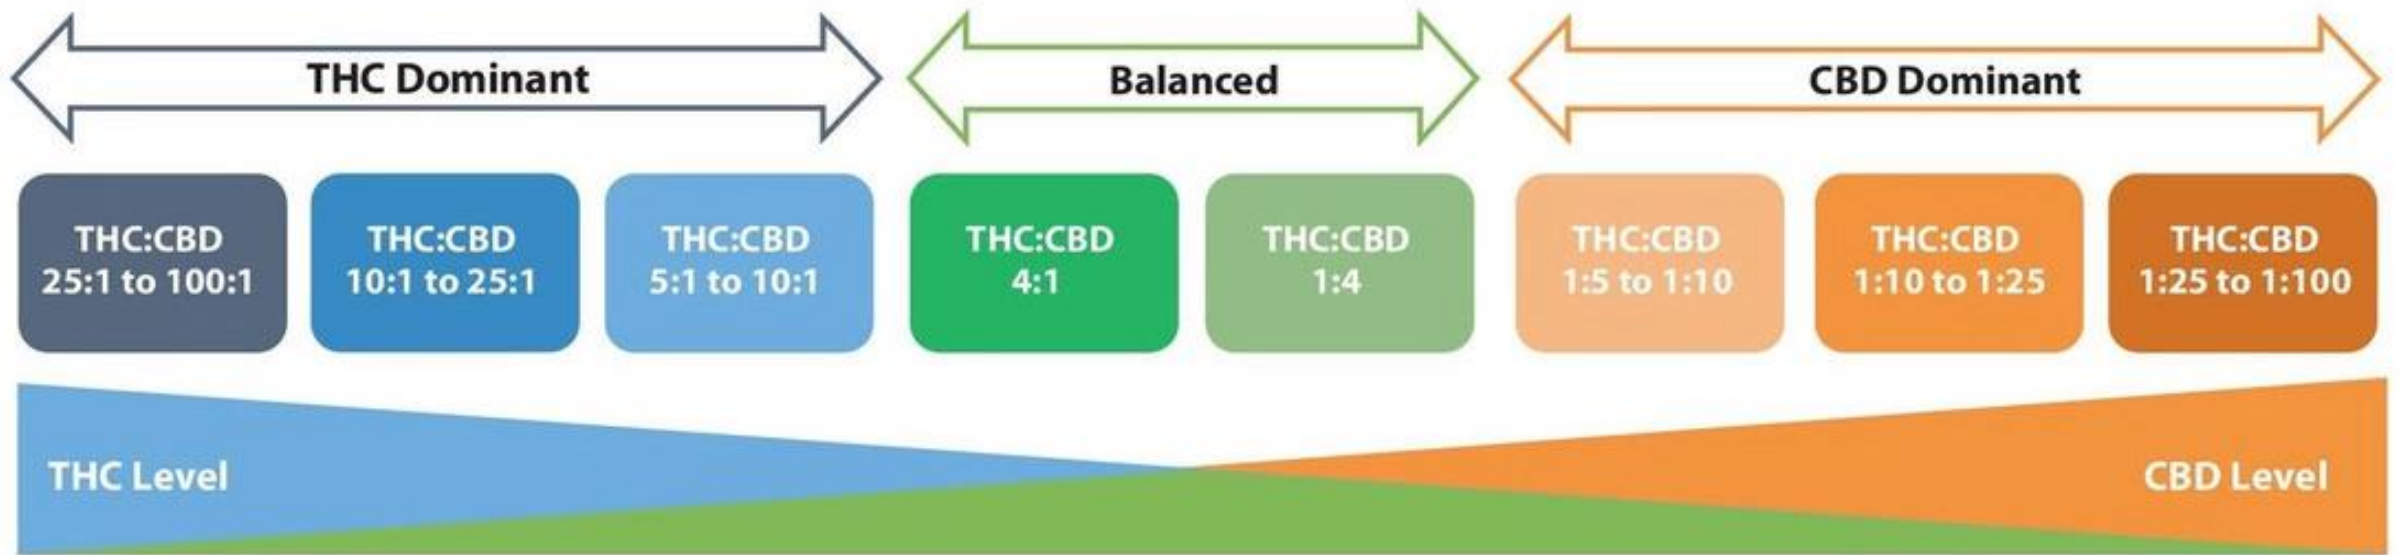 THC Dominant
Balanced
CBD Dominant
THC:CBD
25:1 to 100:1
THC:CBD
10:1 to 25:1
THC:CBD
5:1 to 10:1
THC:CBD
4:1
THC:CBD
1:4
THC:CBD
1:5 to 1:10
THC:CBD
1:10 to 1:25
THC:CBD
1:25 to 1:100
THC Level
CBD Level